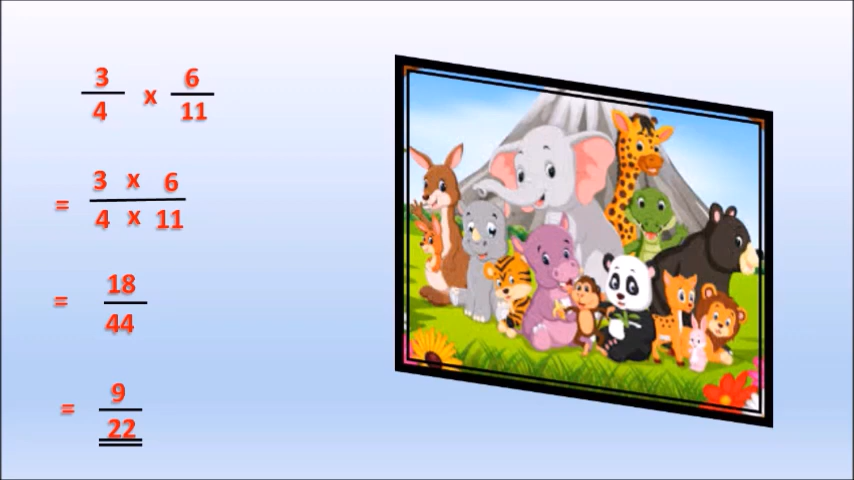 3/4 x 6/11
= 3 x 6 / 4 x 11
= 18/44
= 9/22